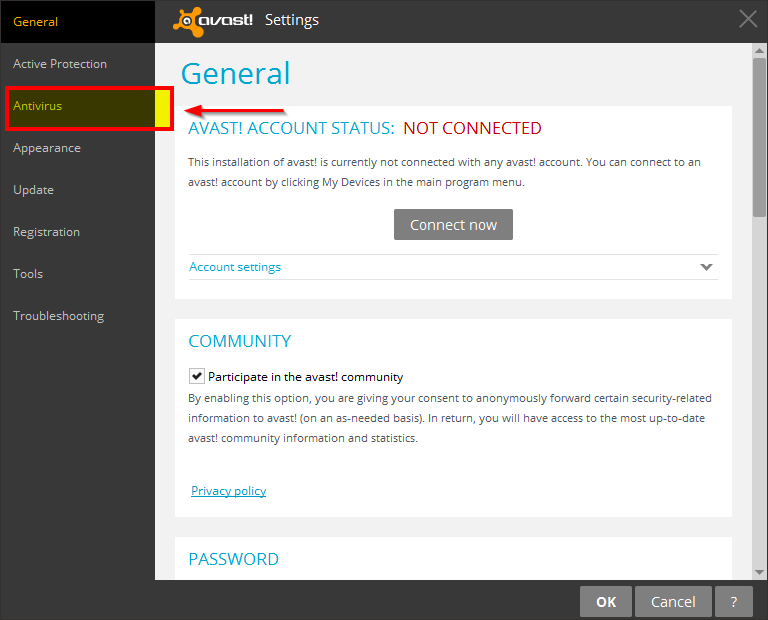 General
avast! Settings
Active Protection
Antivirus
Appearance
Update
Registration
Tools
Troubleshooting
General
AVAST! ACCOUNT STATUS: NOT CONNECTED
This installation of avast! is currently not connected with any avast! account. You can connect to an
avast! account by clicking My Devices in the main program menu.
Connect now
Account settings
COMMUNITY
Participate in the avast! community
By enabling this option, you are giving your consent to anonymously forward certain security-related
information to avast! (on an as-needed basis). In return, you will have access to the most up-to-date
avast! community information and statistics.
Privacy policy
PASSWORD
OK
Cancel
?